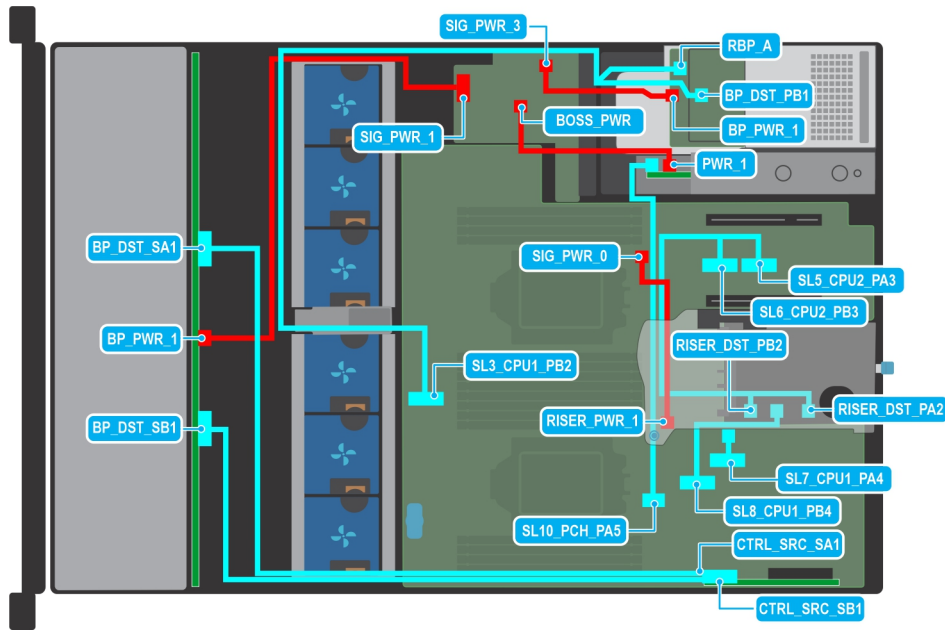 SIG_PWR_3
RBP_A
BP_DST_PB1
BOSS_PWR
SIG_PWR_1
BP_PWR_1
PWR_1
BP_DST_SA1
SIG_PWR_0
SL5_CPU2_PA3
SL6_CPU2_PB3
BP_PWR_1
RISER_DST_PB2
SL3_CPU1_PB2
RISER_DST_PA2
RISER_PWR_1
BP_DST_SB1
SL7_CPU1_PA4
SL8_CPU1_PB4
SL10_PCH_PA5
CTRL_SRC_SA1
CTRL_SRC_SB1